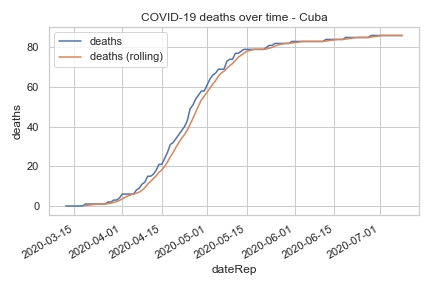 COVID-19 deaths over time - Cuba
deaths
deaths (rolling)
deaths
80
60
40
20
0
2020-03-15
2020-04-01
2020-04-15
2020-05-01
2020-05-15
2020-06-01
2020-06-15
2020-07-01
dateRep